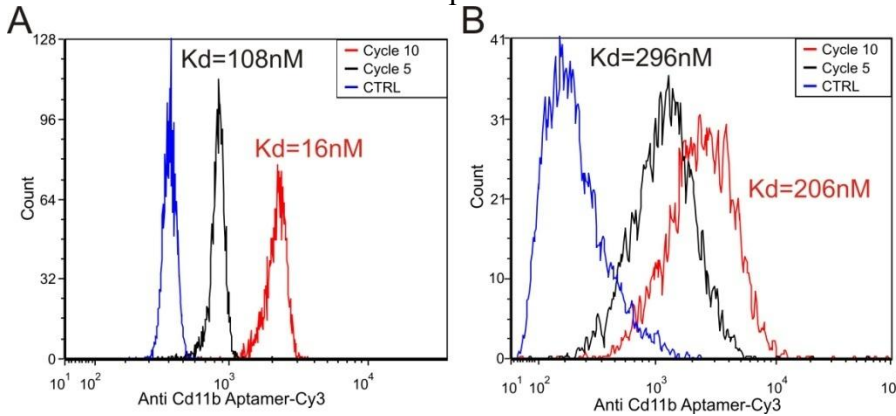 A
128
96
64
32
0
Count
Kd=108nM
Kd=16nM
Cycle 10
Cycle 5
CTRL
10¹ 10² 10³ 10⁴
Anti Cd11b Aptamer-Cy3
B
41
31
21
10
0
Count
Kd=296nM
Kd=206nM
Cycle 10
Cycle 5
CTRL
10¹ 10² 10³ 10⁴
Anti Cd11b Aptamer-Cy3